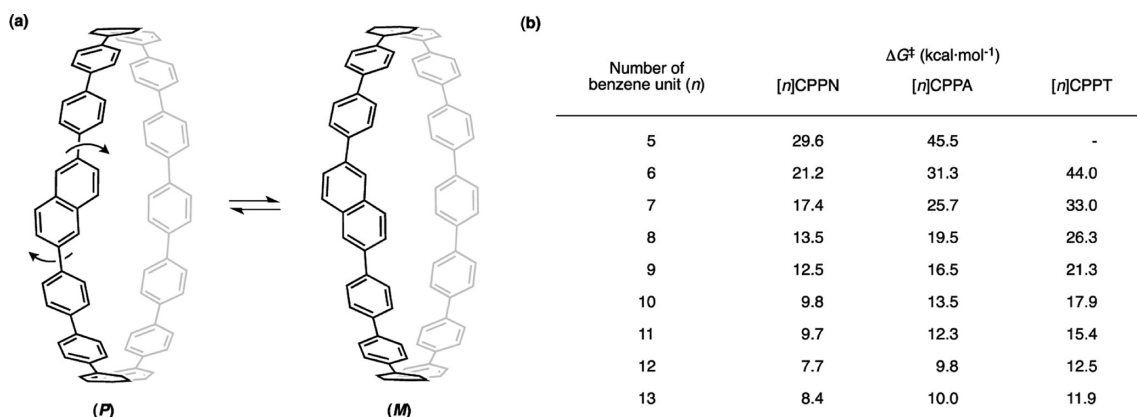 (a)
(P)
(M)
(b)
ΔG‡ (kcal·mol-1)
Number of
benzene unit (n)
[n]CPPN [n]CPPA [n]CPPT
5 29.6 45.5 -
6 21.2 31.3 44.0
7 17.4 25.7 33.0
8 13.5 19.5 26.3
9 12.5 16.5 21.3
10 9.8 13.5 17.9
11 9.7 12.3 15.4
12 7.7 9.8 12.5
13 8.4 10.0 11.9